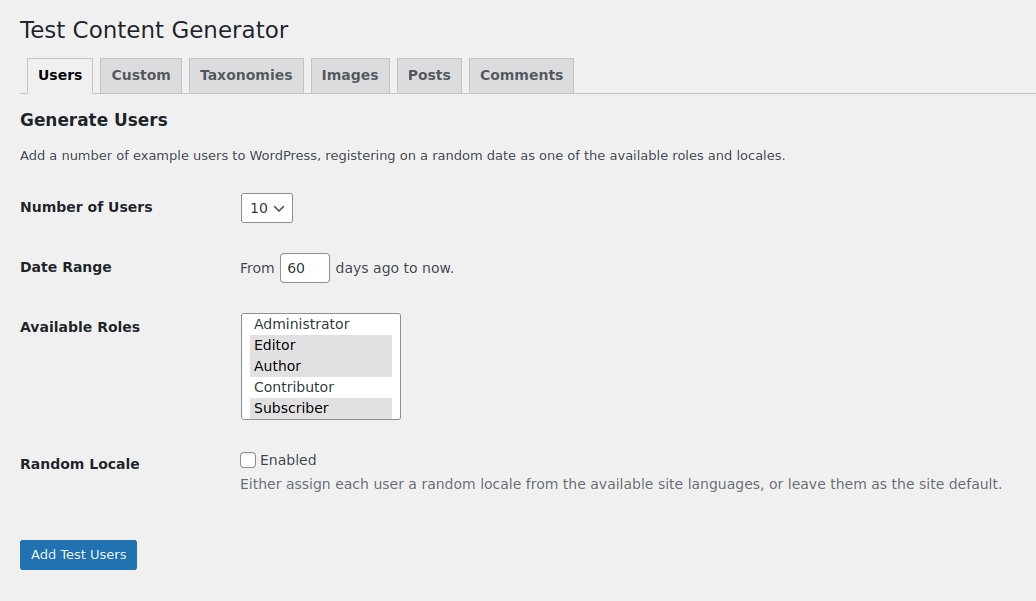 Test Content Generator
Users Custom Taxonomies Images Posts Comments
Generate Users
Add a number of example users to WordPress, registering on a random date as one of the available roles and locales.
Number of Users 10
Date Range From 60 days ago to now.
Available Roles
Administrator
Editor
Author
Contributor
Subscriber
Random Locale Enabled
Either assign each user a random locale from the available site languages, or leave them as the site default.
Add Test Users